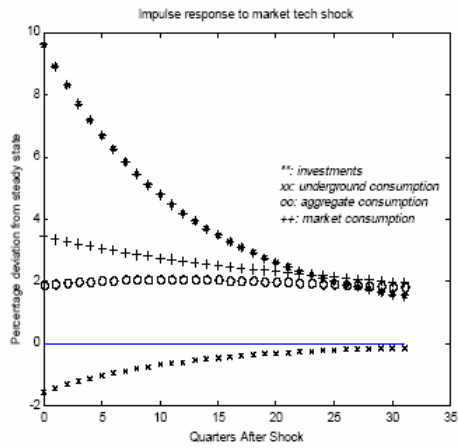 Impulse response to market tech shock
10
8
6
4
2
0
-2
Percentage deviation from steady state
**: investments
xx: underground consumption
oo: aggregate consumption
++: market consumption
0 5 10 15 20 25 30 35
Quarters After Shock